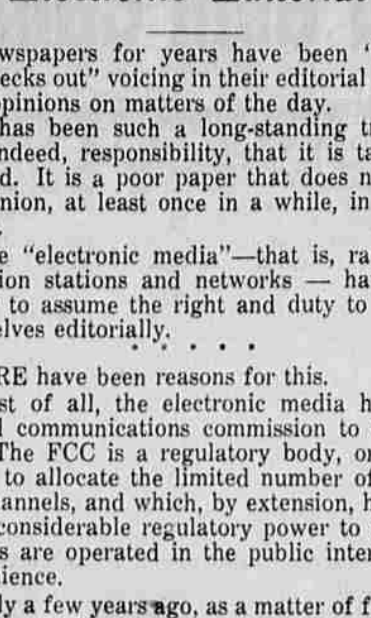 wspapers for years have been "
ecks out" voicing in their editorial
pinions on matters of the day.
has been such a long-standing t
ndeed, responsibility, that it is ta
d. It is a poor paper that does n
nion, at least once in a while, in
e "electronic media"—that is, ra
ion stations and networks — ha
to assume the right and duty to
elves editorially.
RE have been reasons for this.
st of all, the electronic media h
communications commission to
The FCC is a regulatory body, o
to allocate the limited number of
annels, and which, by extension, h
considerable regulatory power to
s are operated in the public inter
ience.
ly a few years ago, as a matter of f